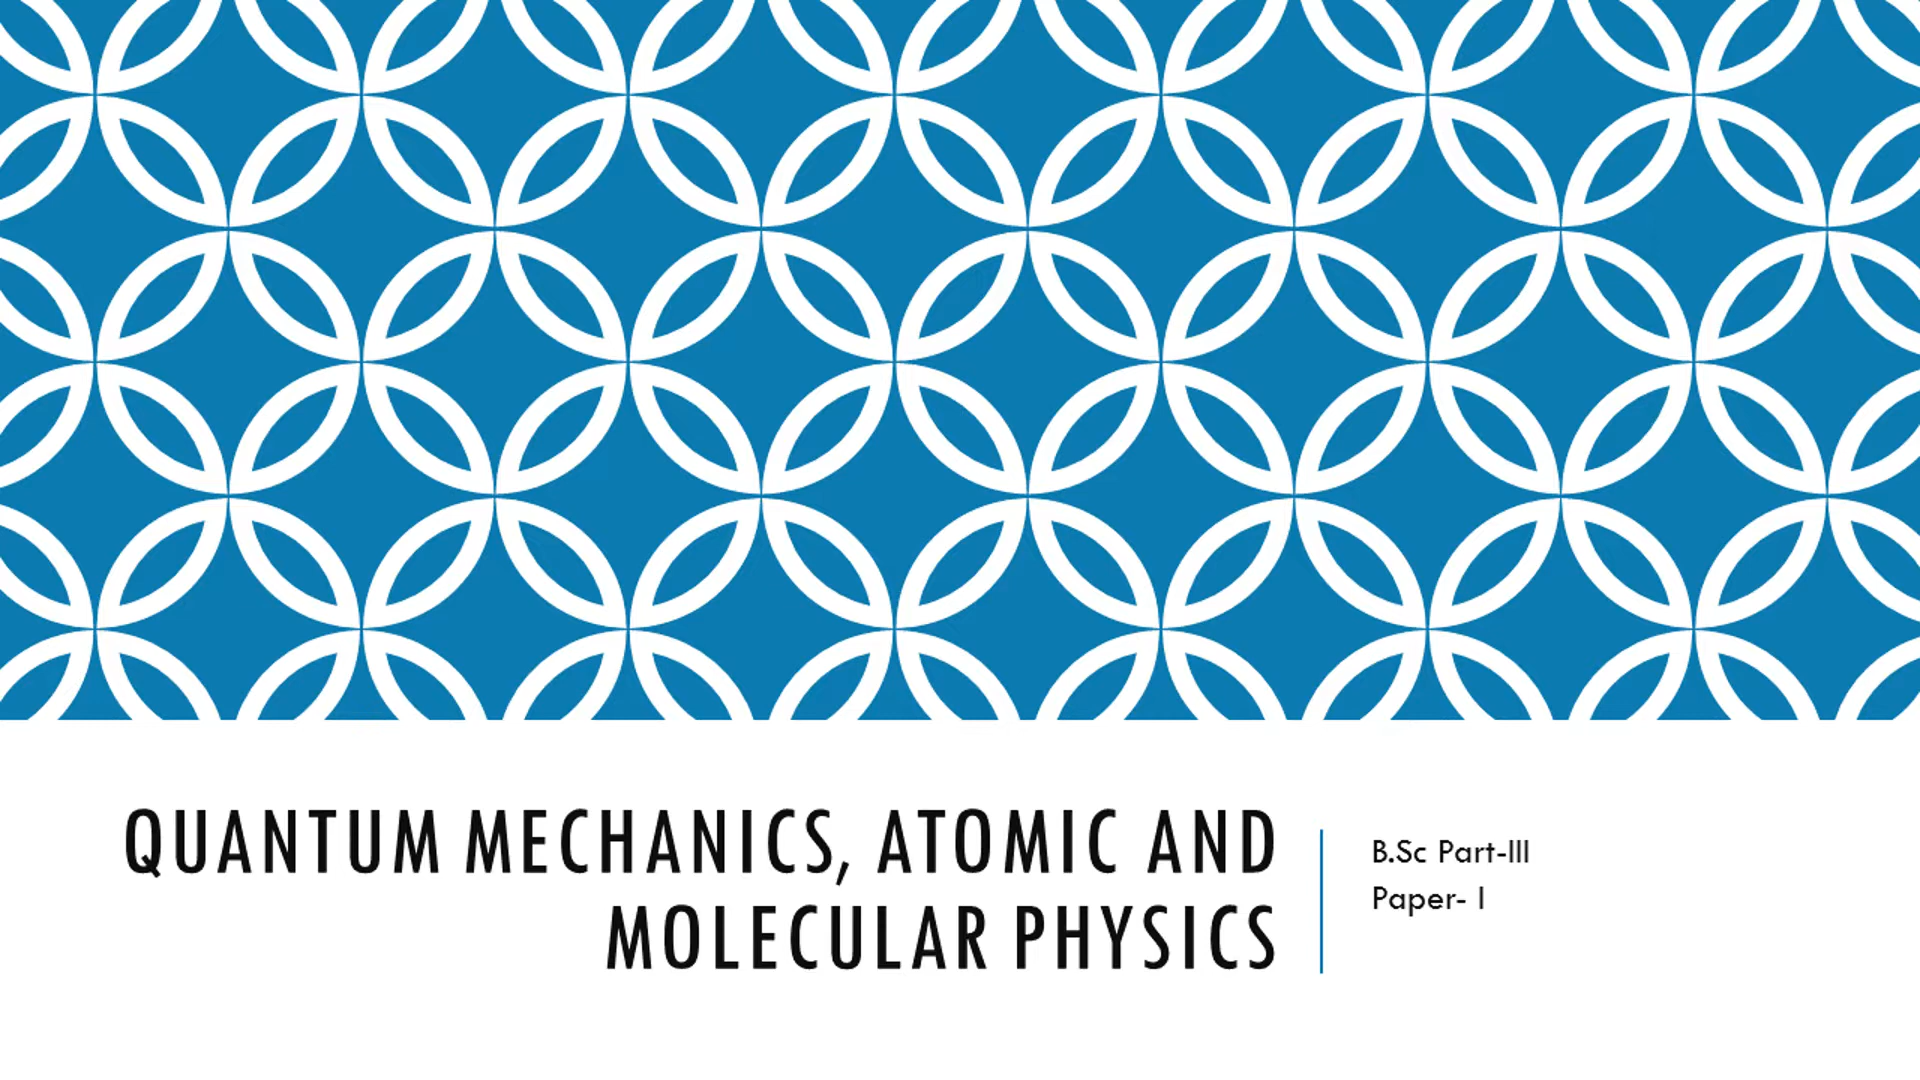 QUANTUM MECHANICS, ATOMIC AND
MOLECULAR PHYSICS
B.Sc Part-III
Paper- I